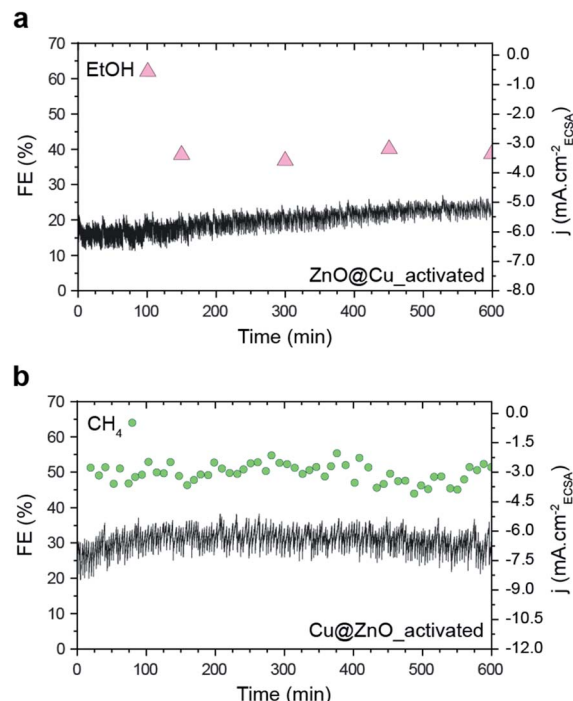 a
70
60
50
40
30
20
10
0
FE (%)
EtOH
0.0
-1.0
-2.0
-3.0
-4.0
-5.0
-6.0
-7.0
-8.0
j (mA.cm-2ECSA)
ZnO@Cu_activated
0 100 200 300 400 500 600
Time (min)
b
70
60
50
40
30
20
10
0
FE (%)
CH4
0.0
-1.5
-3.0
-4.5
-6.0
-7.5
-9.0
-10.5
-12.0
j (mA.cm-2ECSA)
Cu@ZnO_activated
0 100 200 300 400 500 600
Time (min)